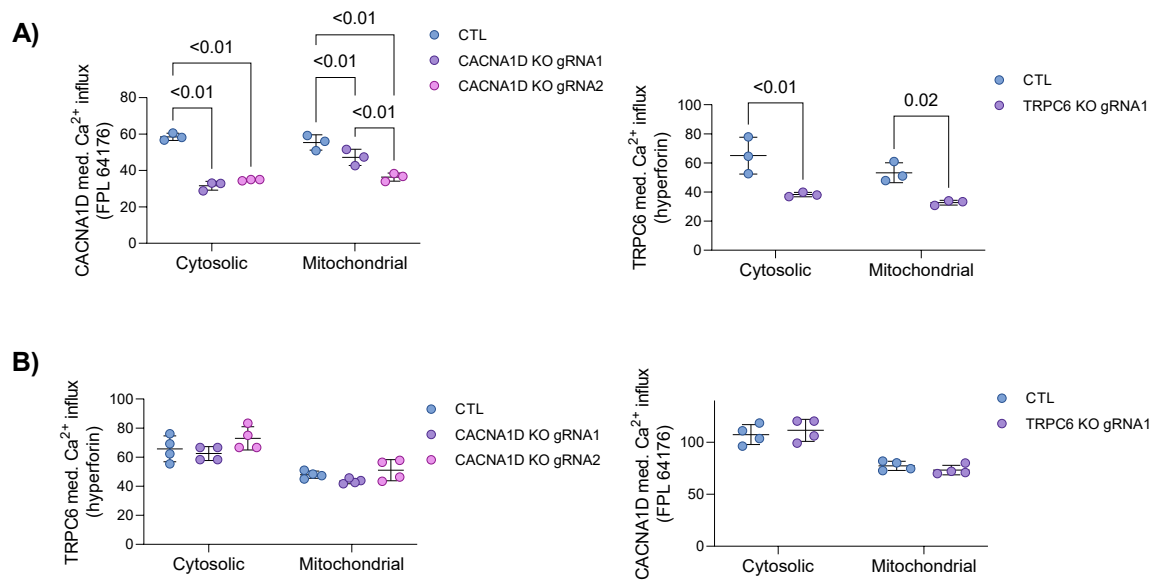 A)
<0.01
<0.01
<0.01
<0.01
<0.01
CTL
CACNA1D KO gRNA1
CACNA1D KO gRNA2
CACNA1D med. Ca2+ influx
(FPL 64176)
80
60
40
20
0
Cytosolic
Mitochondrial
<0.01
0.02
CTL
TRPC6 KO gRNA1
TRPC6 med. Ca2+ influx
(hyperforin)
100
80
60
40
20
0
Cytosolic
Mitochondrial
B)
TRPC6 med. Ca2+ influx
(hyperforin)
100
80
60
40
20
0
Cytosolic
Mitochondrial
CTL
CACNA1D KO gRNA1
CACNA1D KO gRNA2
CACNA1D med. Ca2+ influx
(FPL 64176)
100
50
0
Cytosolic
Mitochondrial
CTL
TRPC6 KO gRNA1